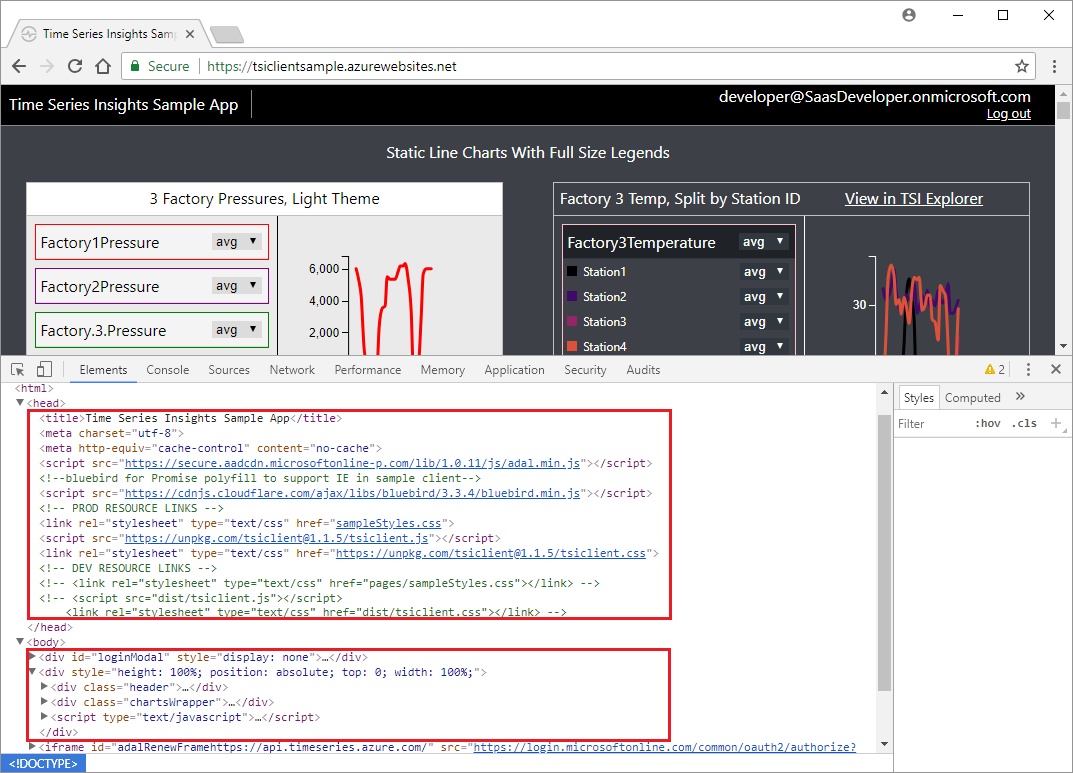 Time Series Insights Sam
Secure
https://tsiclientsample.azurewebsites.net
Time Series Insights Sample App
developer@SaasDeveloper.onmicrosoft.com
Log out
Static Line Charts With Full Size Legends
3 Factory Pressures, Light Theme
Factory1Pressure avg
Factory2Pressure avg
Factory.3.Pressure avg
6,000
4,000
2,000
Factory 3 Temp, Split by Station ID View in TSI Explorer
Factory3Temperature avg
Station1 avg
Station2 avg
Station3 avg
Station4 avg
30
Elements Console Sources Network Performance Memory Application Security Audits 2
<html>
<head>
<title>Time Series Insights Sample App</title>
<meta charset="utf-8">
<meta http-equiv="cache-control" content="no-cache">
<script src="https://secure.aadcdn.microsoftonline-p.com/lib/1.0.11/js/adal.min.js"></script>
<!--bluebird for Promise polyfill to support IE in sample client-->
<script src="https://cdnjs.cloudflare.com/ajax/libs/bluebird/3.3.4/bluebird.min.js"></script>
<!-- PROD RESOURCE LINKS -->
<link rel="stylesheet" type="text/css" href="sampleStyles.css">
<script src="https://unpkg.com/tsiclient@1.1.5/tsiclient.js"></script>
<link rel="stylesheet" type="text/css" href="https://unpkg.com/tsiclient@1.1.5/tsiclient.css">
<!-- DEV RESOURCE LINKS -->
<!-- <link rel="stylesheet" type="text/css" href="pages/sampleStyles.css"></link> -->
<!-- <script src="dist/tsiclient.js"></script>
<link rel="stylesheet" type="text/css" href="dist/tsiclient.css"></link> -->
</head>
<body>
<div id="loginModal" style="display: none">…</div>
<div style="height: 100%; position: absolute; top: 0; width: 100%;">
<div class="header">…</div>
<div class="chartsWrapper">…</div>
<script type="text/javascript">…</script>
</div>
<iframe id="adalRenewFramehttps://api.timeseries.azure.com/" src="https://login.microsoftonline.com/common/oauth2/authorize?
<!DOCTYPE>
Styles Computed »
Filter :hov .cls +